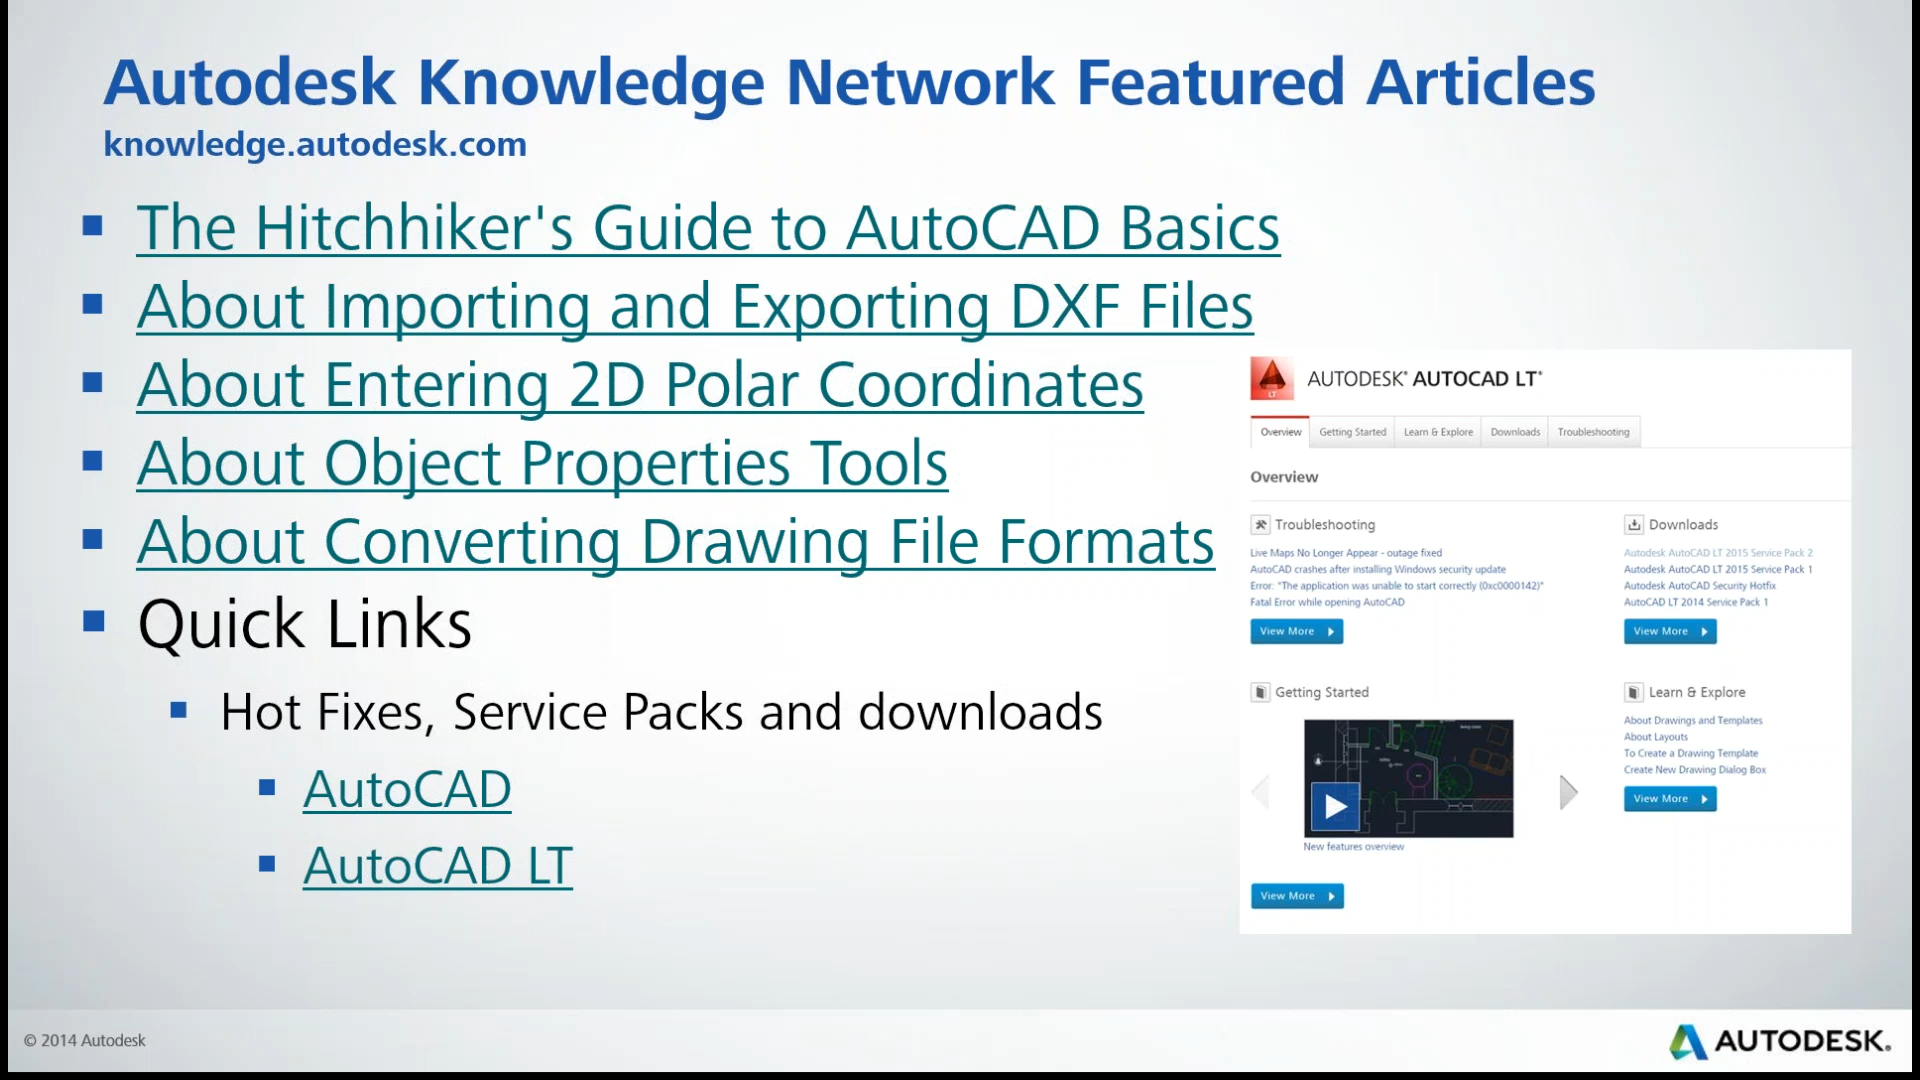 Autodesk Knowledge Network Featured Articles
knowledge.autodesk.com
The Hitchhiker's Guide to AutoCAD Basics
About Importing and Exporting DXF Files
About Entering 2D Polar Coordinates
About Object Properties Tools
About Converting Drawing File Formats
Quick Links
Hot Fixes, Service Packs and downloads
AutoCAD
AutoCAD LT
LT
AUTODESK® AUTOCAD LT®
Overview Getting Started Learn & Explore Downloads Troubleshooting
Overview
Troubleshooting
Live Maps No Longer Appear - outage fixed
AutoCAD crashes after installing Windows security update
Error: "The application was unable to start correctly (0xc0000142)"
Fatal Error while opening AutoCAD
View More
Downloads
Autodesk AutoCAD LT 2015 Service Pack 2
Autodesk AutoCAD LT 2015 Service Pack 1
Autodesk AutoCAD Security Hotfix
AutoCAD LT 2014 Service Pack 1
View More
Getting Started
New features overview
View More
Learn & Explore
About Drawings and Templates
About Layouts
To Create a Drawing Template
Create New Drawing Dialog Box
View More
© 2014 Autodesk
AUTODESK®